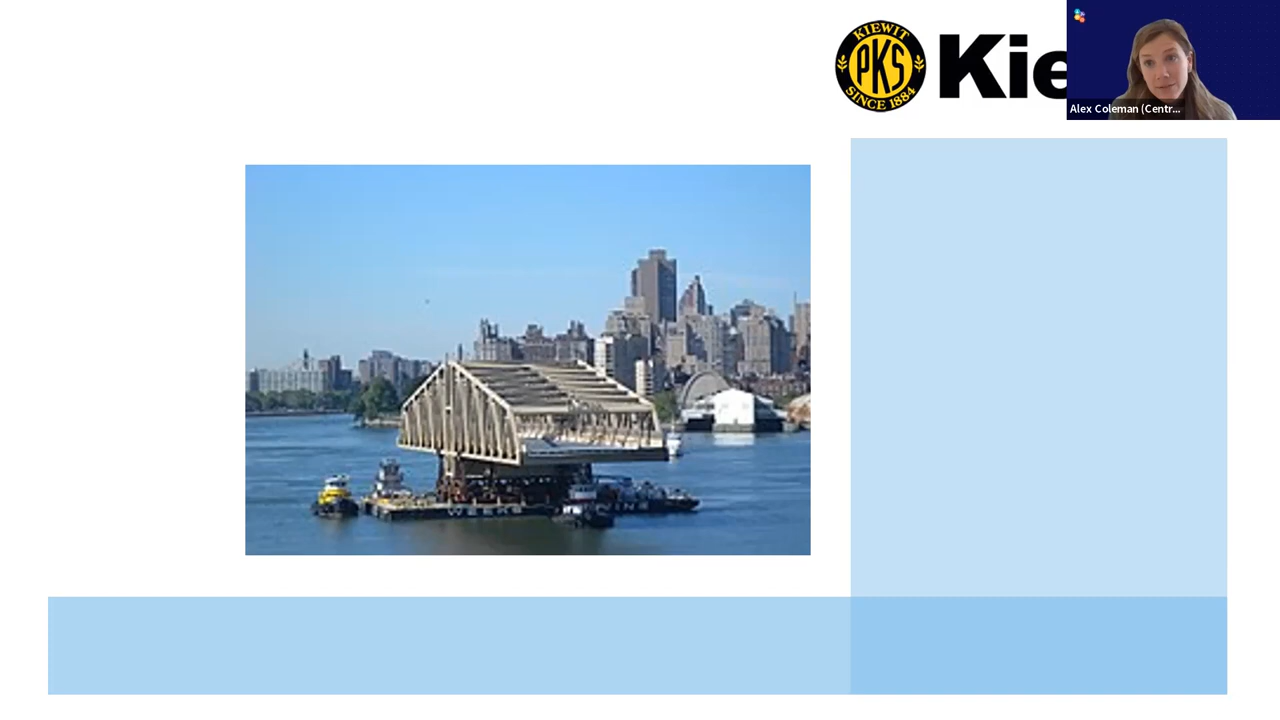 KIEWIT
PKS
SINCE 1884
Kie
Alex Coleman (Centr...
WEEKS